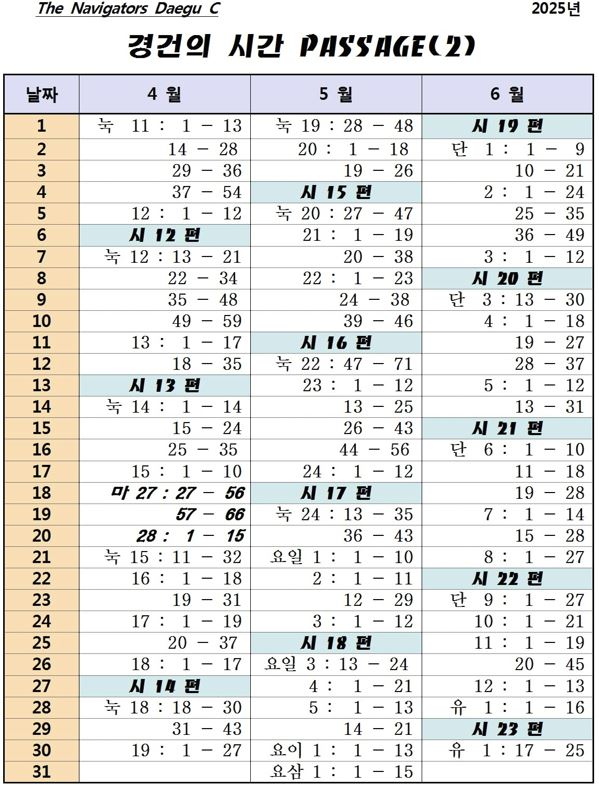 The Navigators Daegu C 2025년
경건의 시간 PASSAGE(2)
날짜 4 월 5 월 6 월
1 눅 11 : 1 – 13 눅 19 : 28 – 48 시 19 편
2 14 – 28 20 : 1 – 18 단 1 : 1 – 9
3 29 – 36 19 – 26 10 – 21
4 37 – 54 시 15 편 2 : 1 – 24
5 12 : 1 – 12 눅 20 : 27 – 47 25 – 35
6 시 12 편 21 : 1 – 19 36 – 49
7 눅 12 : 13 – 21 20 – 38 3 : 1 – 12
8 22 – 34 22 : 1 – 23 시 20 편
9 35 – 48 24 – 38 단 3 : 13 – 30
10 49 – 59 39 – 46 4 : 1 – 18
11 13 : 1 – 17 시 16 편 19 – 27
12 18 – 35 눅 22 : 47 – 71 28 – 37
13 시 13 편 23 : 1 – 12 5 : 1 – 12
14 눅 14 : 1 – 14 13 – 25 13 – 31
15 15 – 24 26 – 43 시 21 편
16 25 – 35 44 – 56 단 6 : 1 – 10
17 15 : 1 – 10 24 : 1 – 12 11 – 18
18 마 27 : 27 – 56 시 17 편 19 – 28
19 57 – 66 눅 24 : 13 – 35 7 : 1 – 14
20 28 : 1 – 15 36 – 43 15 – 28
21 눅 15 : 11 – 32 요일 1 : 1 – 10 8 : 1 – 27
22 16 : 1 – 18 2 : 1 – 11 시 22 편
23 19 – 31 12 – 29 단 9 : 1 – 27
24 17 : 1 – 19 3 : 1 – 12 10 : 1 – 21
25 20 – 37 시 18 편 11 : 1 – 19
26 18 : 1 – 17 요일 3 : 13 – 24 20 – 45
27 시 14 편 4 : 1 – 21 12 : 1 – 13
28 눅 18 : 18 – 30 5 : 1 – 13 유 1 : 1 – 16
29 31 – 43 14 – 21 시 23 편
30 19 : 1 – 27 요이 1 : 1 – 13 유 1 : 17 – 25
31 요삼 1 : 1 – 15